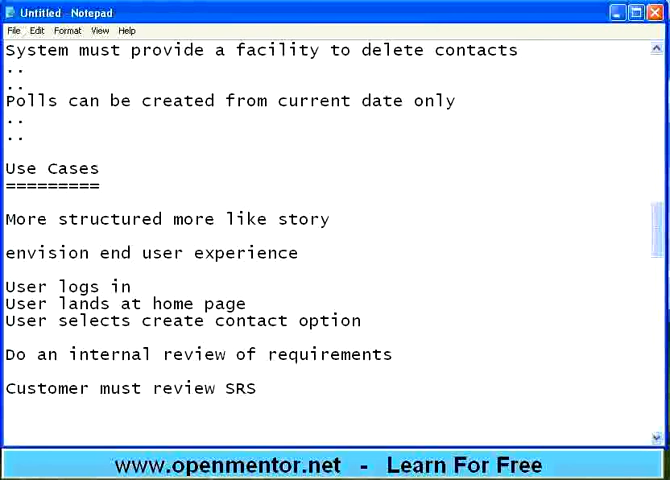 Untitled - Notepad
File Edit Format View Help
System must provide a facility to delete contacts
..
..
Polls can be created from current date only
..
..
Use Cases
=========
More structured more like story
envision end user experience
User logs in
User lands at home page
User selects create contact option
Do an internal review of requirements
Customer must review SRS
www.openmentor.net - Learn For Free